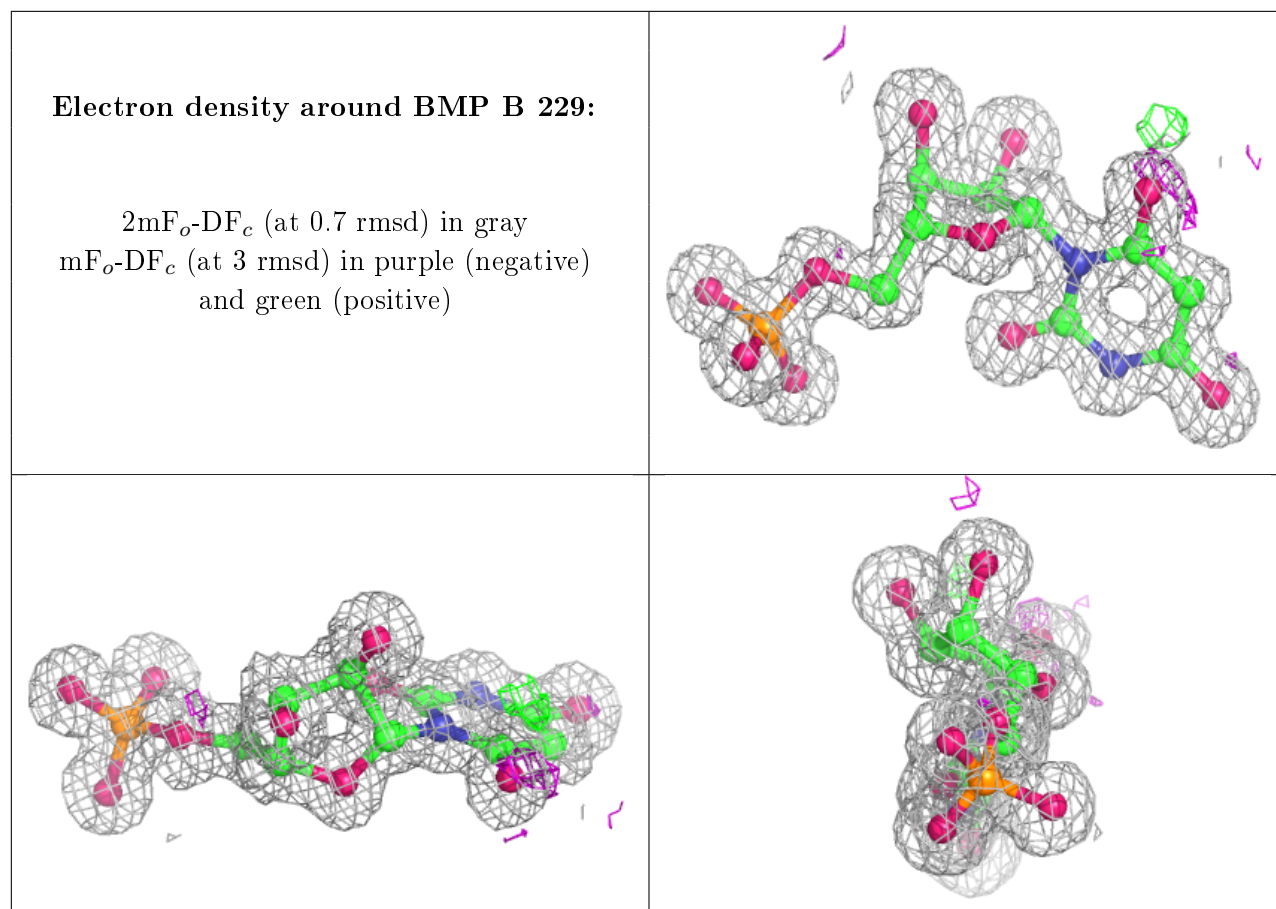 Electron density around BMP B 229:
2mFₒ-DF𝒸 (at 0.7 rmsd) in gray
mFₒ-DF𝒸 (at 3 rmsd) in purple (negative)
and green (positive)